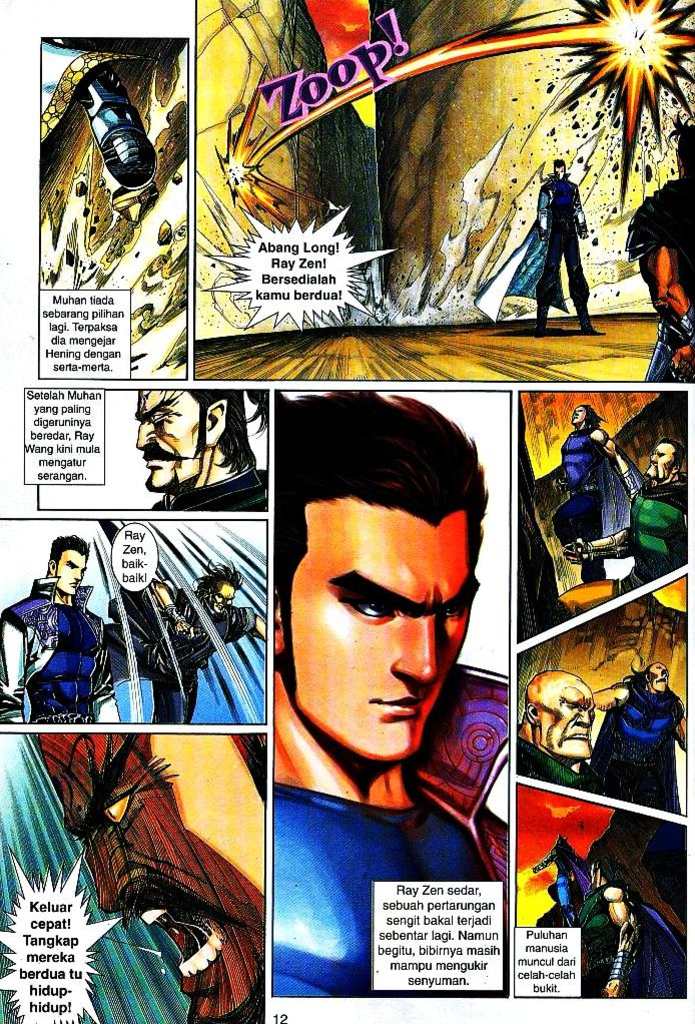 Zoop!
Abang Long!
Ray Zen!
Bersedialah
kamu berdua!
Muhan tiada
sebarang pilihan
lagi. Terpaksa
dia mengejar
Hening dengan
serta-merta.
Setelah Muhan
yang paling
digeruninya
beredar, Ray
Wang kini mula
mengatur
serangan.
Ray
Zen,
baik-
baik!
Keluar
cepat!
Tangkap
mereka
berdua tu
hidup-
hidup!
Ray Zen sedar,
sebuah pertarungan
sengit bakal terjadi
sebentar lagi. Namun
begitu, bibirnya masih
mampu mengukir
senyuman.
Puluhan
manusia
muncul dari
celah-celah
bukit.
12